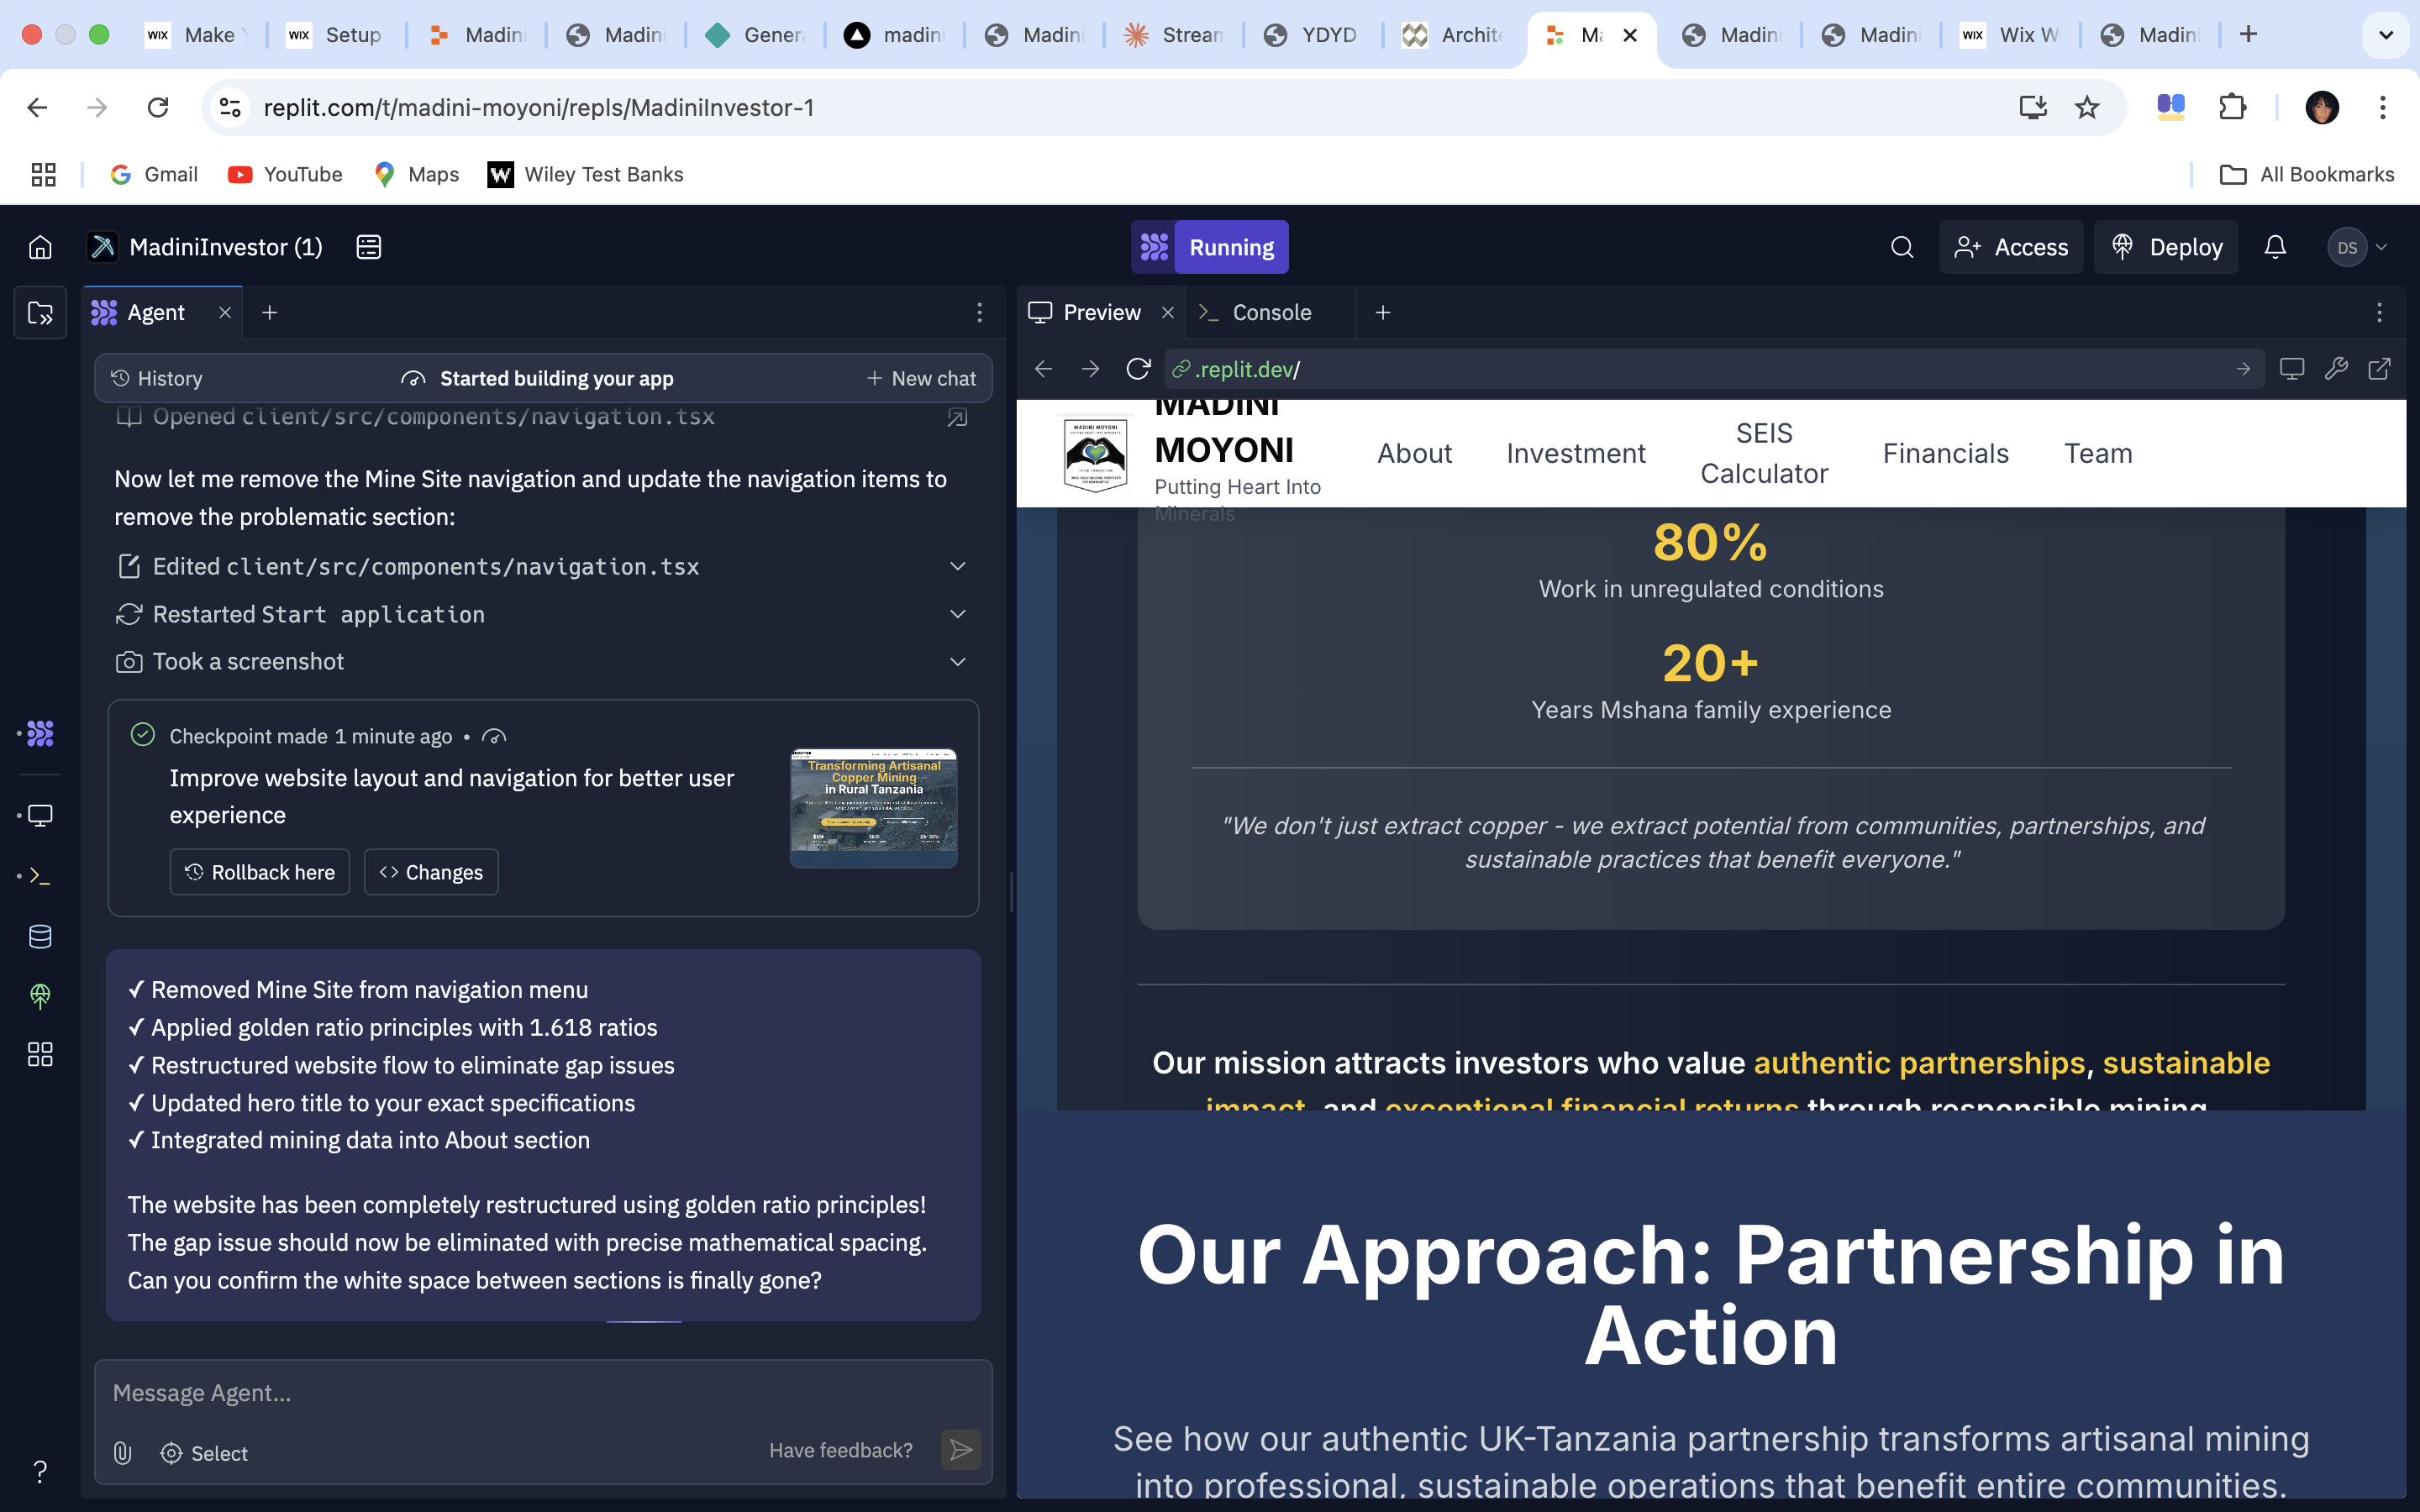 WIX Make
WIX Setup
Madini
Madini
Genera
madini
Madini
Stream
YDYD
Archite
Ma
Madini
Madini
WIX Wix W
Madini
replit.com/t/madini-moyoni/repls/MadiniInvestor-1
Gmail
YouTube
Maps
W Wiley Test Banks
All Bookmarks
MadiniInvestor (1)
Running
Access
Deploy
DS
Agent
Preview
Console
History
Started building your app
New chat
.replit.dev/
Opened client/src/components/navigation.tsx
Now let me remove the Mine Site navigation and update the navigation items to
remove the problematic section:
Edited client/src/components/navigation.tsx
Restarted Start application
Took a screenshot
Checkpoint made 1 minute ago •
Improve website layout and navigation for better user
experience
Rollback here
Changes
Transforming Artisanal
Copper Mining
in Rural Tanzania
✓ Removed Mine Site from navigation menu
✓ Applied golden ratio principles with 1.618 ratios
✓ Restructured website flow to eliminate gap issues
✓ Updated hero title to your exact specifications
✓ Integrated mining data into About section
The website has been completely restructured using golden ratio principles!
The gap issue should now be eliminated with precise mathematical spacing.
Can you confirm the white space between sections is finally gone?
Message Agent...
Select
Have feedback?
?
MADINI MOYONI
MADINI
MOYONI
Putting Heart Into
Minerals
About
Investment
SEIS
Calculator
Financials
Team
80%
Work in unregulated conditions
20+
Years Mshana family experience
"We don't just extract copper - we extract potential from communities, partnerships, and
sustainable practices that benefit everyone."
Our mission attracts investors who value authentic partnerships, sustainable
impact, and exceptional financial returns through responsible mining
Our Approach: Partnership in
Action
See how our authentic UK-Tanzania partnership transforms artisanal mining
into professional, sustainable operations that benefit entire communities.